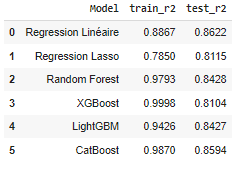 Model train_r2 test_r2
0 Regression Linéaire 0.8867 0.8622
1 Regression Lasso 0.7850 0.8115
2 Random Forest 0.9793 0.8428
3 XGBoost 0.9998 0.8104
4 LightGBM 0.9426 0.8427
5 CatBoost 0.9870 0.8594